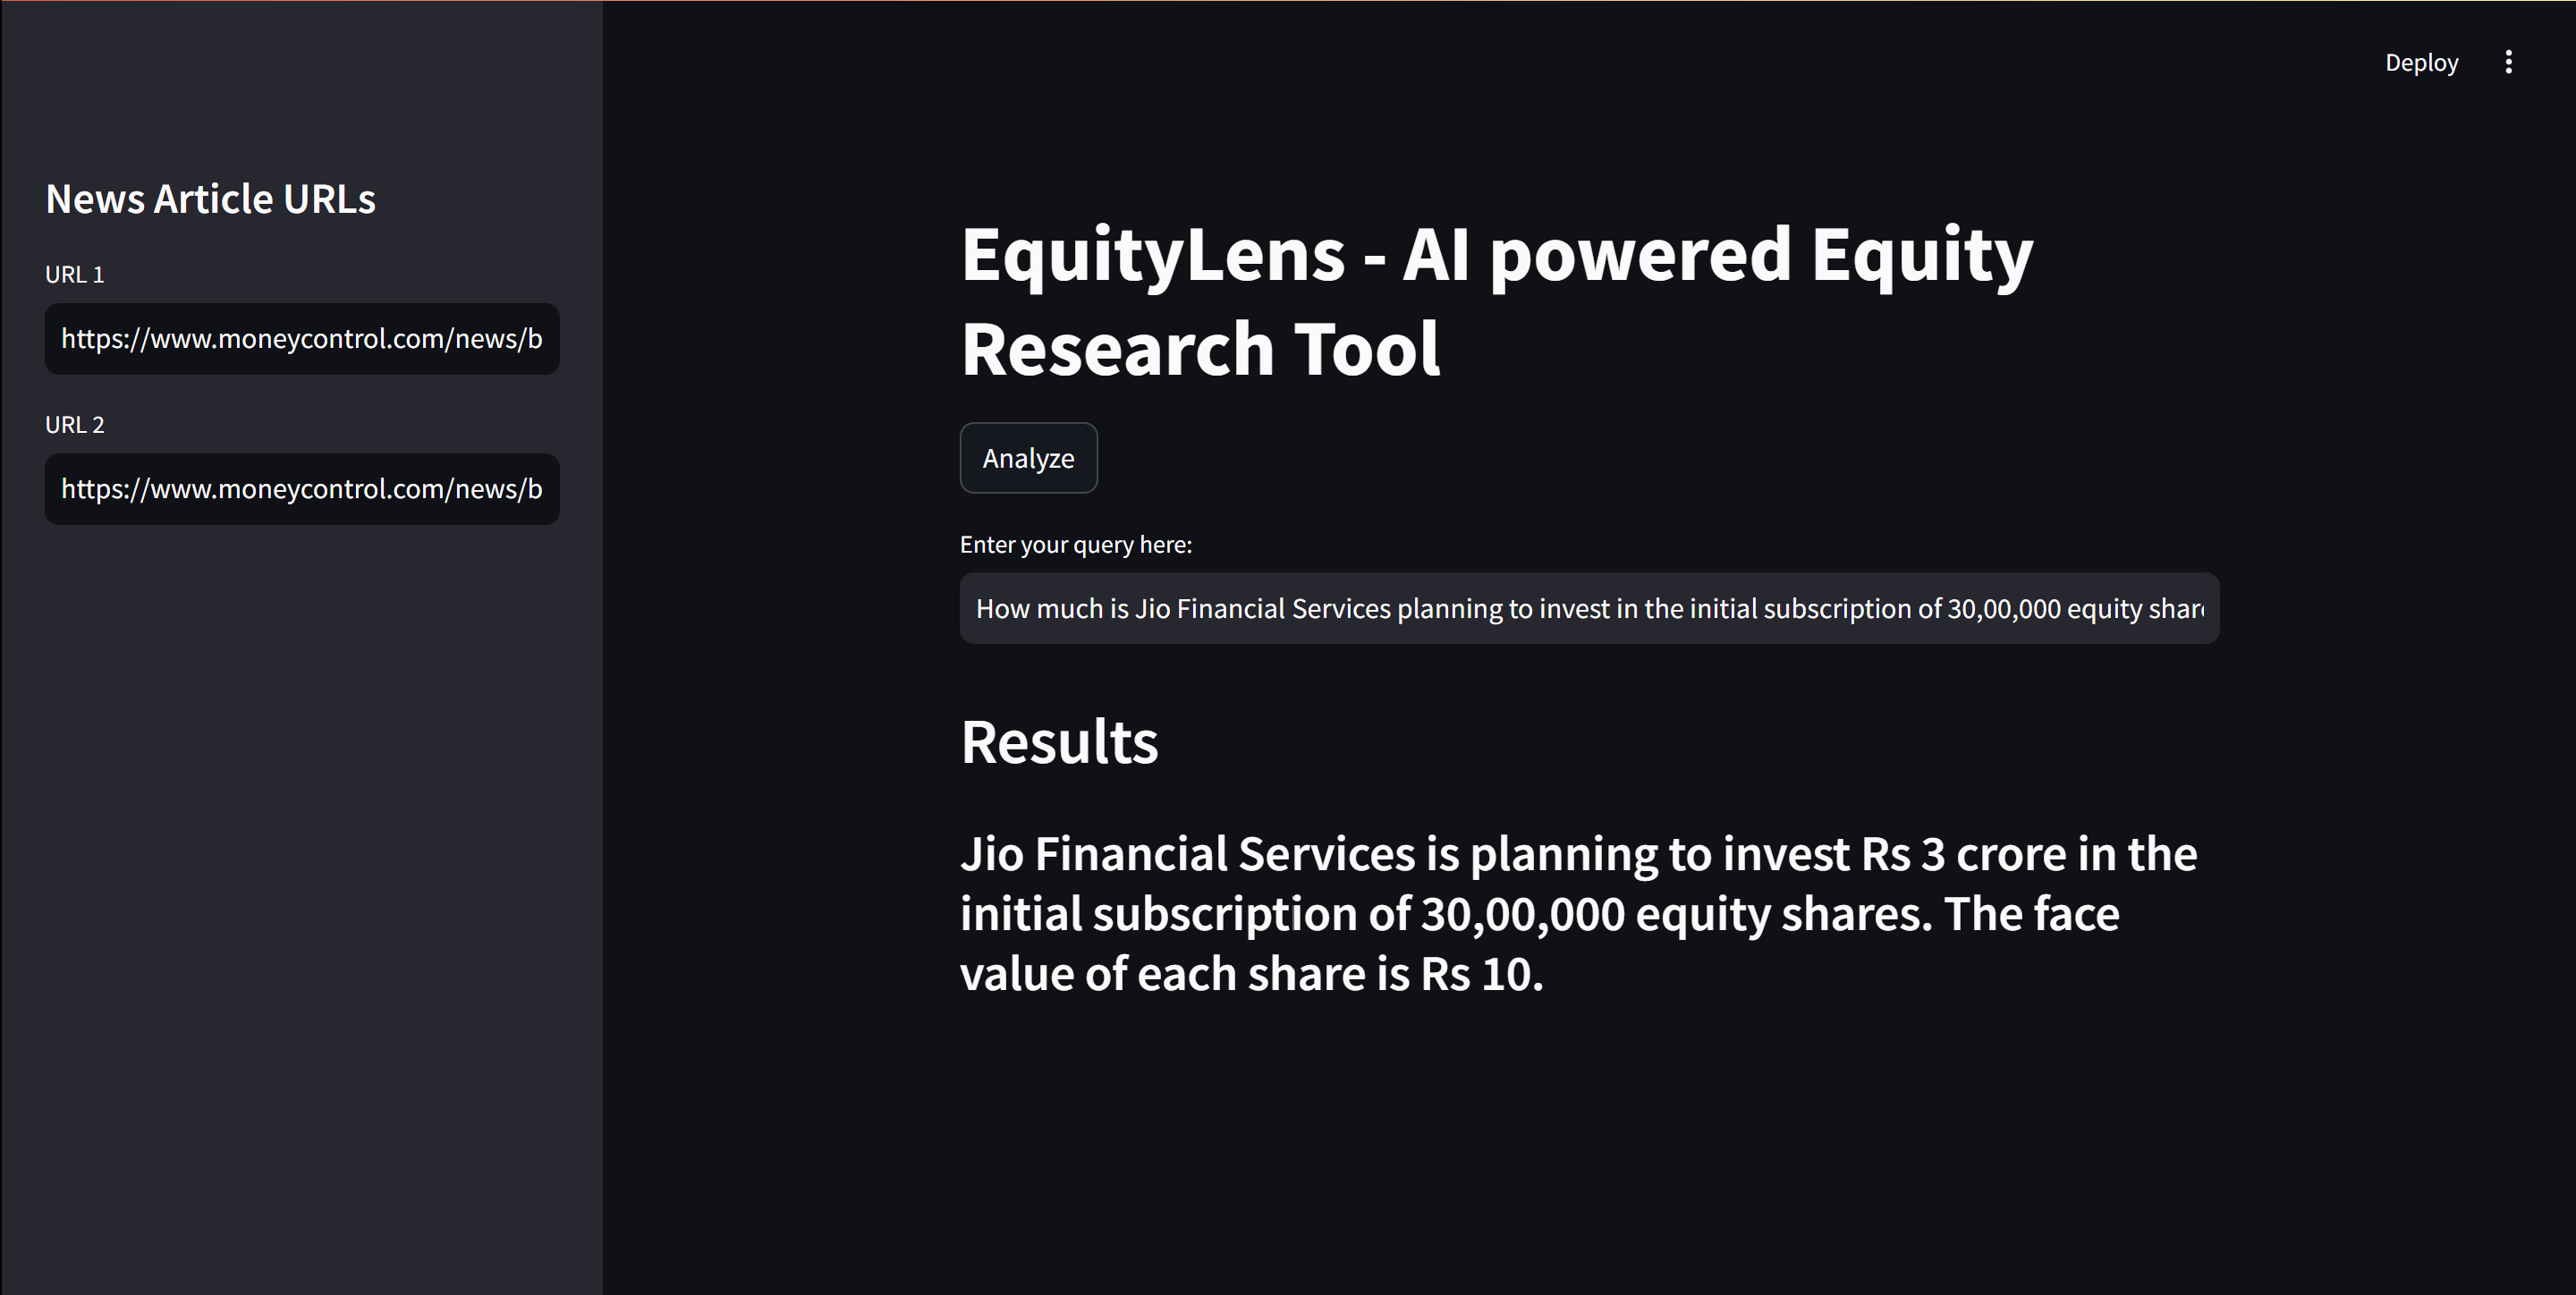 Deploy
News Article URLs
URL 1
https://www.moneycontrol.com/news/b
URL 2
https://www.moneycontrol.com/news/b
EquityLens - AI powered Equity
Research Tool
Analyze
Enter your query here:
How much is Jio Financial Services planning to invest in the initial subscription of 30,00,000 equity shar
Results
Jio Financial Services is planning to invest Rs 3 crore in the
initial subscription of 30,00,000 equity shares. The face
value of each share is Rs 10.